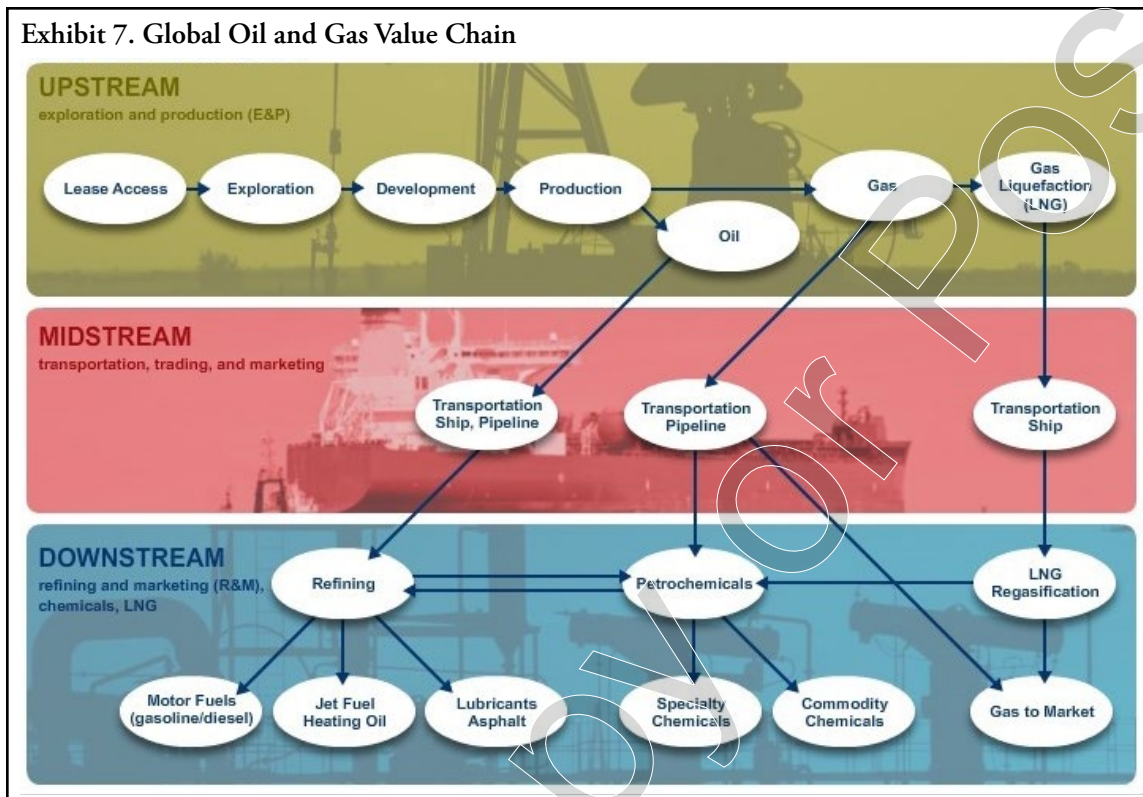 Exhibit 7. Global Oil and Gas Value Chain
UPSTREAM
exploration and production (E&P)
Lease Access
Exploration
Development
Production
Gas
Gas
Liquefaction
(LNG)
Oil
MIDSTREAM
transportation, trading, and marketing
Transportation
Ship, Pipeline
Transportation
Pipeline
Transportation
Ship
DOWNSTREAM
refining and marketing (R&M),
chemicals, LNG
Refining
Petrochemicals
LNG
Regasification
Motor Fuels
(gasoline/diesel)
Jet Fuel
Heating Oil
Lubricants
Asphalt
Specialty
Chemicals
Commodity
Chemicals
Gas to Market
py or Pos